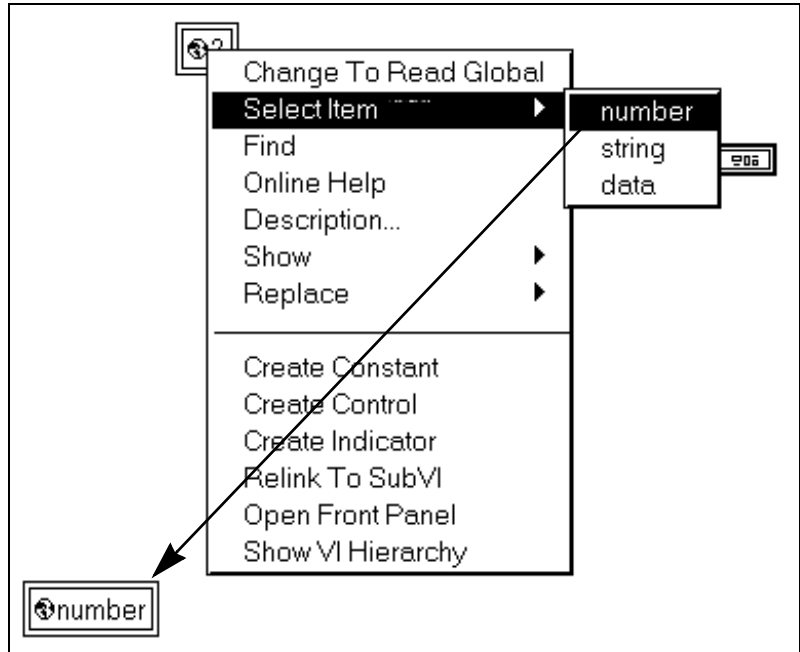 ?
Change To Read Global
Select Item
number
string
data
Find
Online Help
Description...
Show
Replace
Create Constant
Create Control
Create Indicator
Relink To SubVI
Open Front Panel
Show VI Hierarchy
number